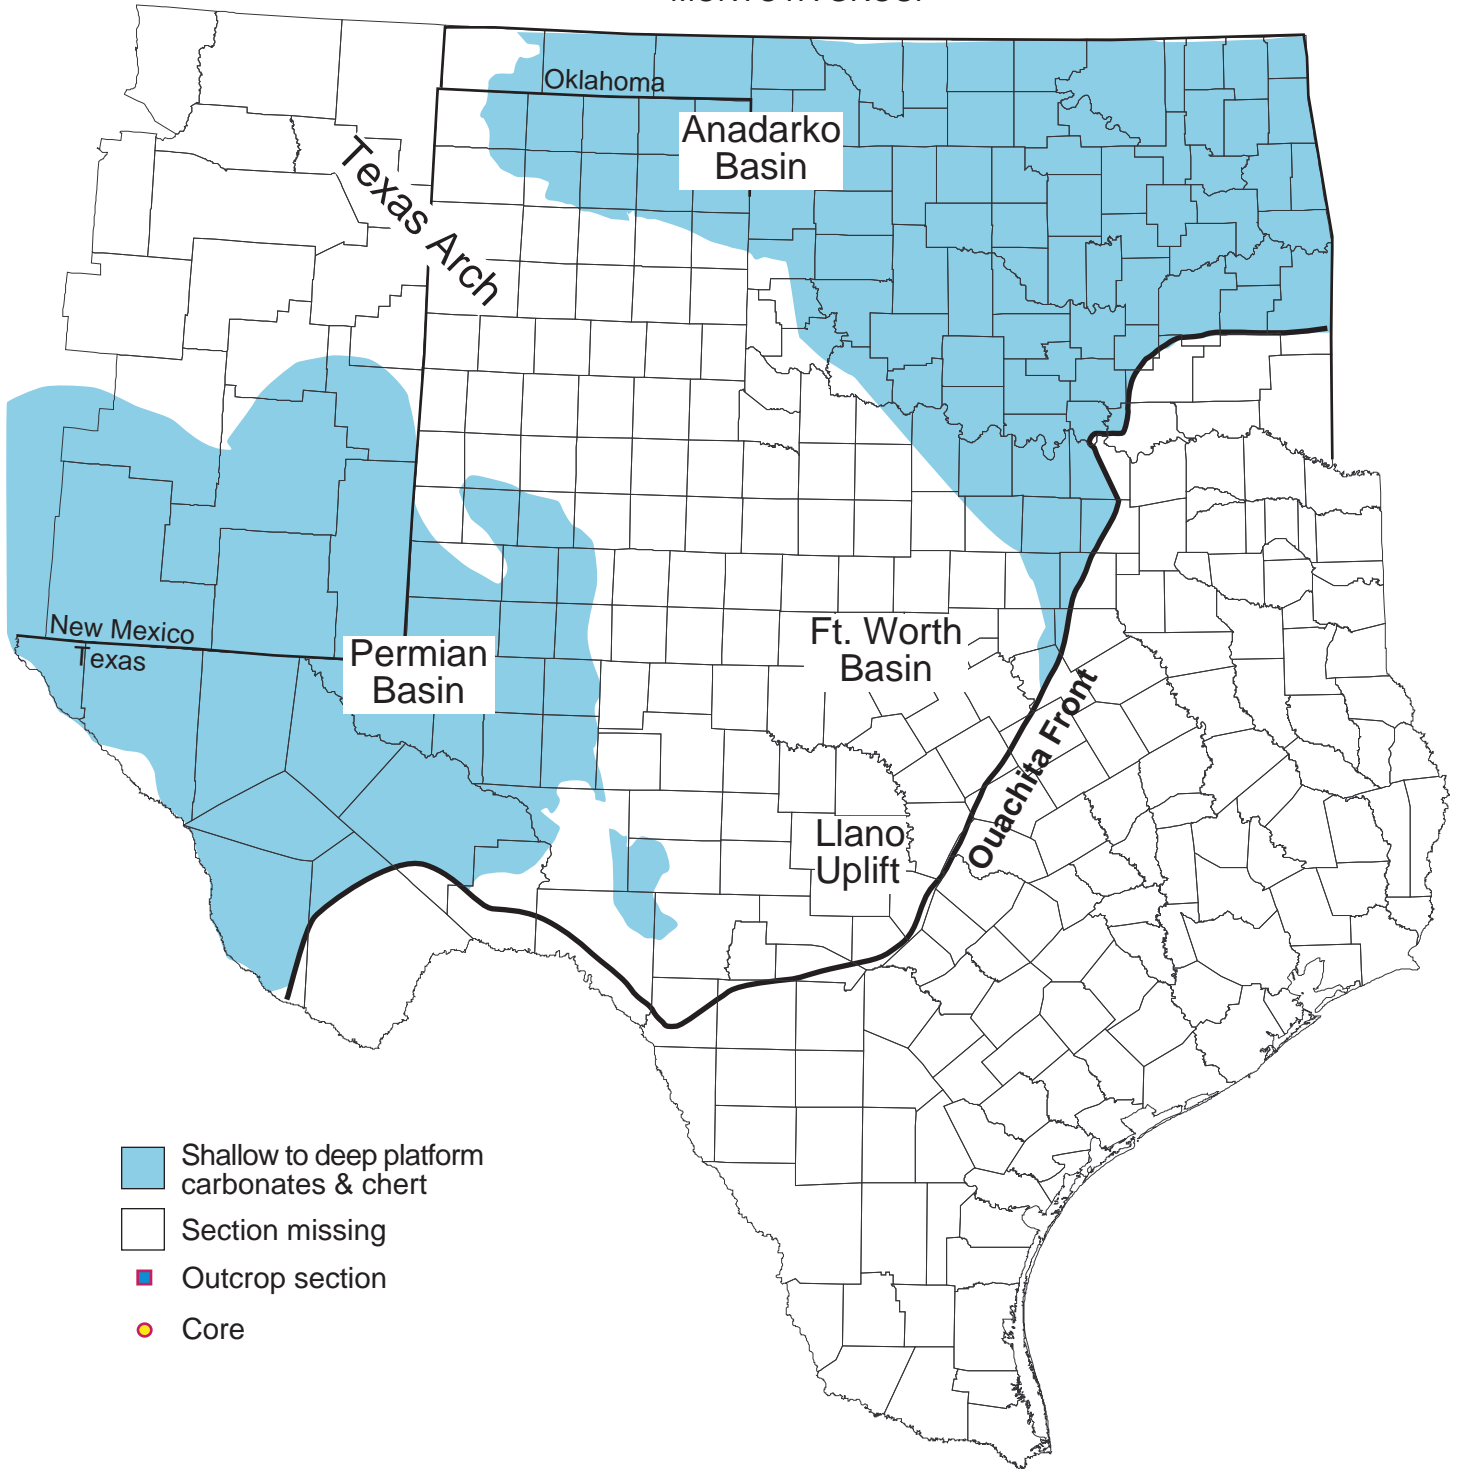 Oklahoma
Anadarko
Basin
Texas Arch
New Mexico
Texas
Permian
Basin
Ft. Worth
Basin
Ouachita Front
Llano
Uplift
Shallow to deep platform
carbonates & chert
Section missing
Outcrop section
Core